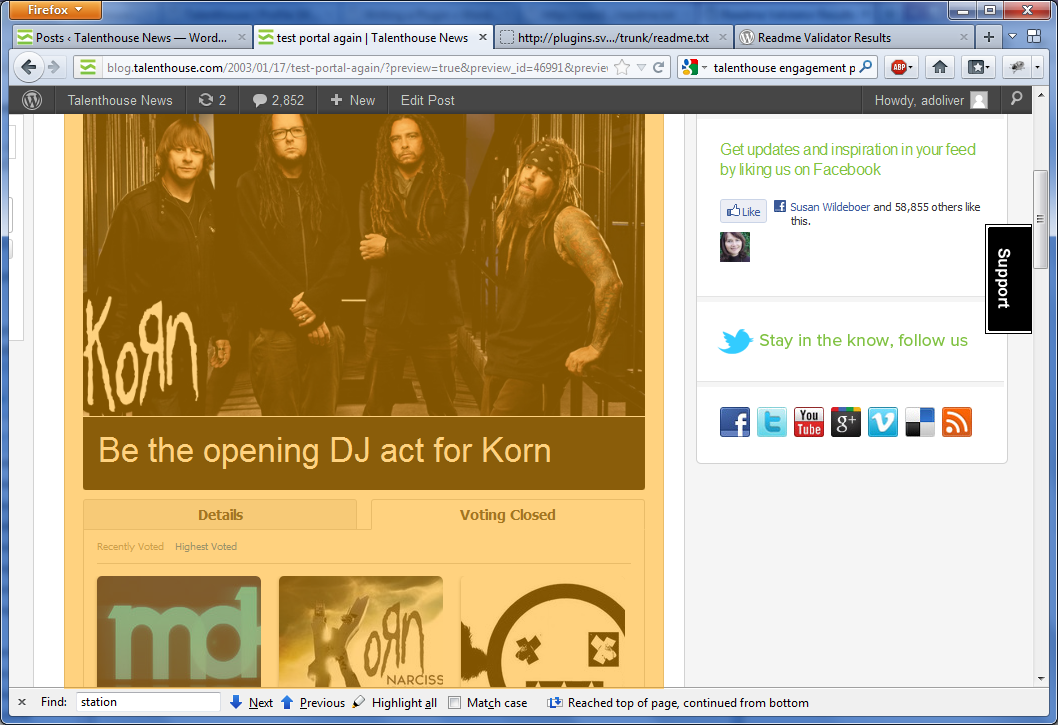 Firefox
Posts ‹ Talenthouse News — Word...
test portal again | Talenthouse News
http://plugins.sv.../trunk/readme.txt
Readme Validator Results
blog.talenthouse.com/2003/01/17/test-portal-again/?preview=true&preview_id=46991&previe
talenthouse engagement p
ABP
Talenthouse News
2
2,852
New
Edit Post
Howdy, adoliver
Get updates and inspiration in your feed
by liking us on Facebook
Like
Susan Wildeboer and 58,855 others like
this.
Support
Stay in the know, follow us
You
Tube
g+
KoЯn
Be the opening DJ act for Korn
Details
Voting Closed
Recently Voted
Highest Voted
md
KoЯn
NARCISS
Find:
station
Next
Previous
Highlight all
Match case
Reached top of page, continued from bottom